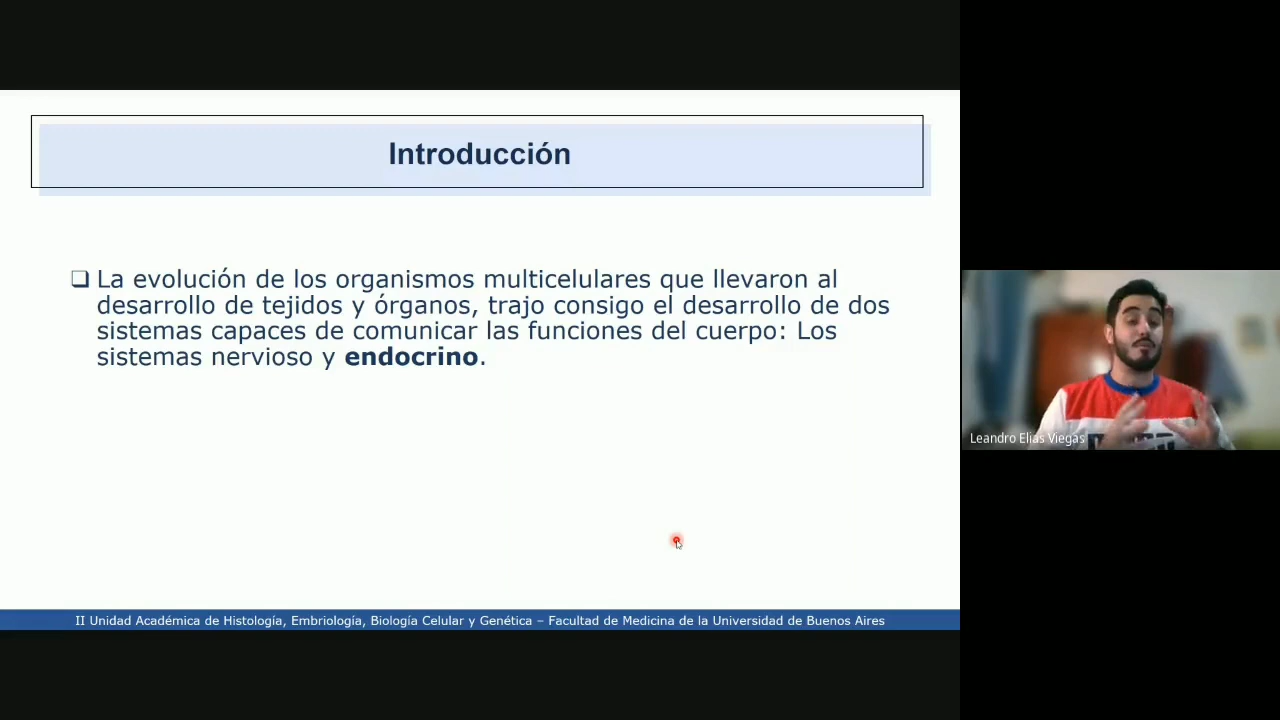 Introducción
❑ La evolución de los organismos multicelulares que llevaron al
desarrollo de tejidos y órganos, trajo consigo el desarrollo de dos
sistemas capaces de comunicar las funciones del cuerpo: Los
sistemas nervioso y endocrino.
Leandro Elias Viegas
II Unidad Académica de Histología, Embriología, Biología Celular y Genética – Facultad de Medicina de la Universidad de Buenos Aires